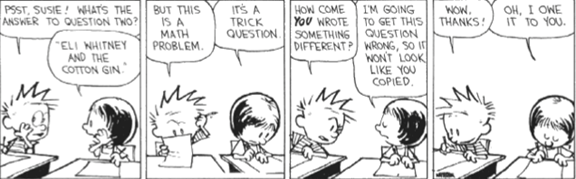 PSST, SUSIE! WHAT'S THE
ANSWER TO QUESTION TWO?
"ELI WHITNEY
AND THE
COTTON GIN."
BUT THIS
IS A
MATH
PROBLEM.
IT'S A
TRICK
QUESTION.
HOW COME
YOU WROTE
SOMETHING
DIFFERENT?
I'M GOING
TO GET THIS
QUESTION
WRONG, SO IT
WON'T LOOK
LIKE YOU
COPIED.
WOW,
THANKS!
OH, I OWE
IT TO YOU.